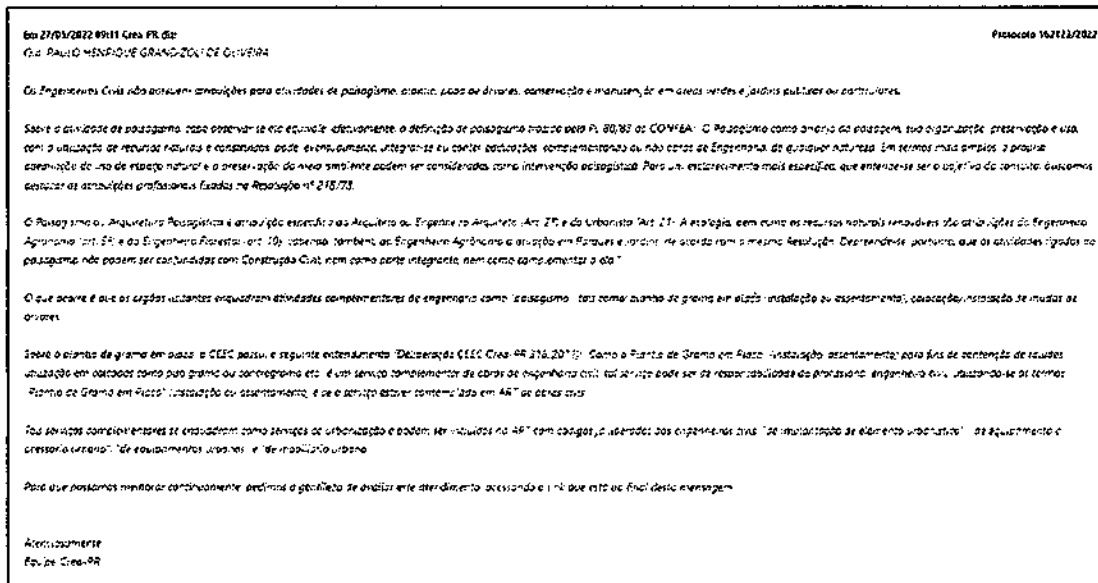 Em 27/05/2022 09:11 Crea-PR diz: Protocolo 162122/2022
PAULO HENRIQUE GRANDIZOLI DE OLIVEIRA
Os Engenheiros Civis não possuem atribuições para atividades de paisagismo, plantio, poda de árvores, conservação e manutenção em áreas verdes e jardins públicos ou particulares.
Sobre a atividade de paisagismo, cabe observar se ela equivale, efetivamente, a definição de paisagismo trazida pela PL 80/83 do CONFEA: O Paisagismo como arranjo da paisagem, sua organização, preservação e uso,
com a utilização de recursos naturais e construídos, pode, eventualmente, integrar-se ou conter edificações, complementando ou não obras de Engenharia, de qualquer natureza. Em termos mais simples, a própria
adequação do uso do espaço natural e a preservação do meio ambiente podem ser considerados como intervenção paisagística. Para um esclarecimento mais específico, que entende-se ser o objetivo da consulta, buscamos
destacar as atribuições profissionais fixadas na Resolução nº 218/73.
O Paisagismo ou Arquitetura Paisagística é atribuição específica do Arquiteto ou Engenheiro Arquiteto (Art. 2º) e do Urbanista (Art. 21). A ecologia, bem como os recursos naturais renováveis são atribuições do Engenheiro
Agrônomo (art. 5º) e do Engenheiro Florestal (art. 10), cabendo, também, ao Engenheiro Agrônomo a atuação em Parques e Jardins, de acordo com a mesma Resolução. Depreende-se, portanto, que as atividades ligadas ao
paisagismo não podem ser confundidas com Construção Civil, nem como parte integrante, nem como complementar a ela."
O que ocorre é que os órgãos licitantes enquadram atividades complementares de engenharia como "paisagismo", tais como: plantio de grama em placa (instalação ou assentamento), colocação/instalação de mudas de
árvores.
Sobre o plantio de grama em placa, a CEEC possui o seguinte entendimento (Deliberação CEEC Crea-PR Como o Plantio de Grama em Placa (instalação, assentamento) para fins de contenção de taludes,
utilização em calçadas como piso grama ou concregrama etc. é um serviço complementar de obras de engenharia civil, tal serviço pode ser de responsabilidade do profissional engenheiro civil, utilizando-se os termos
"Plantio de Grama em Placa" (instalação ou assentamento), e se o serviço estiver contemplado em ART de obras civis.
Tais serviços complementares se enquadram como serviços de urbanização e podem ser incluídos na ART com códigos já liberados aos engenheiros civis: "de implantação de elemento urbanístico", "de equipamento e
acessório urbano", "de equipamentos urbanos" e "de mobiliário urbano".
Para que possamos melhorar continuamente, pedimos a gentileza de avaliar este atendimento, acessando o link que está ao final desta mensagem.
Atenciosamente
Equipe Crea-PR